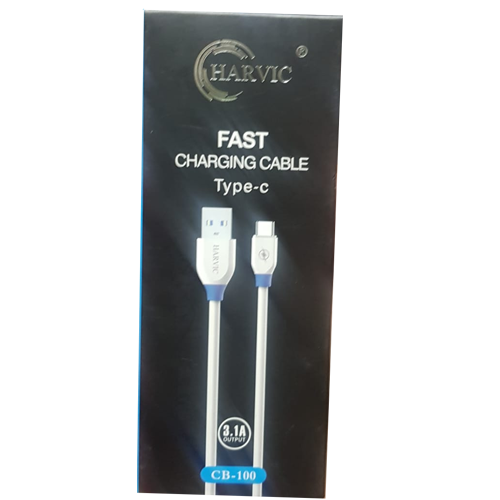 HARVIC ®
FAST
CHARGING CABLE
Type-c
HARVIC
3.1A
OUTPUT
CB-100